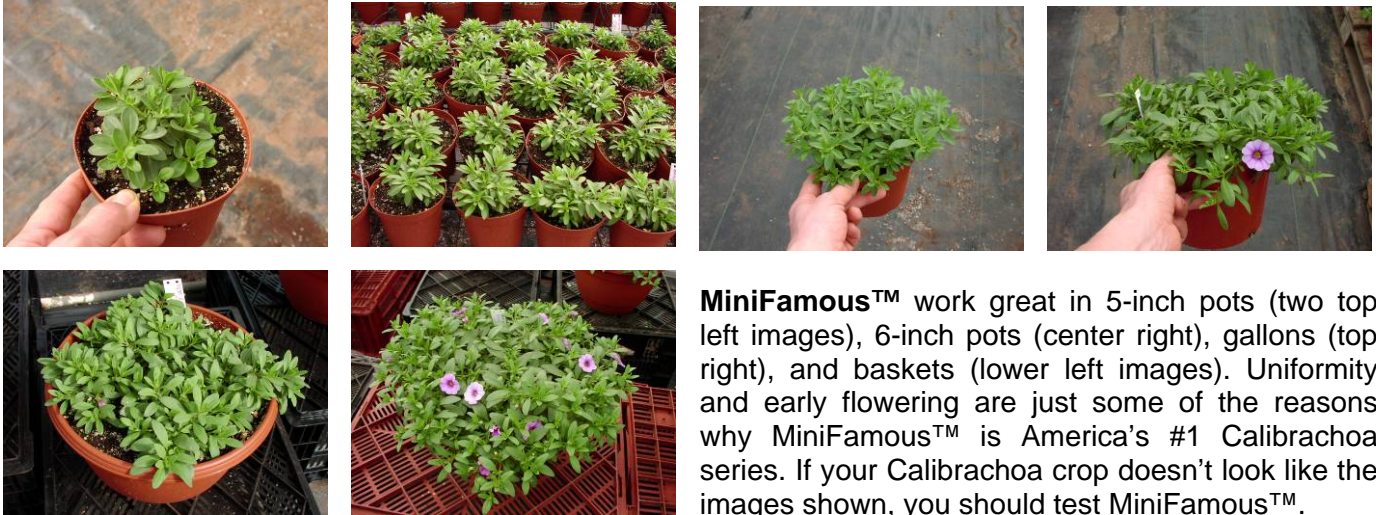 MiniFamous™ work great in 5-inch pots (two top
left images), 6-inch pots (center right), gallons (top
right), and baskets (lower left images). Uniformity
and early flowering are just some of the reasons
why MiniFamous™ is America’s #1 Calibrachoa
series. If your Calibrachoa crop doesn’t look like the
images shown, you should test MiniFamous™.